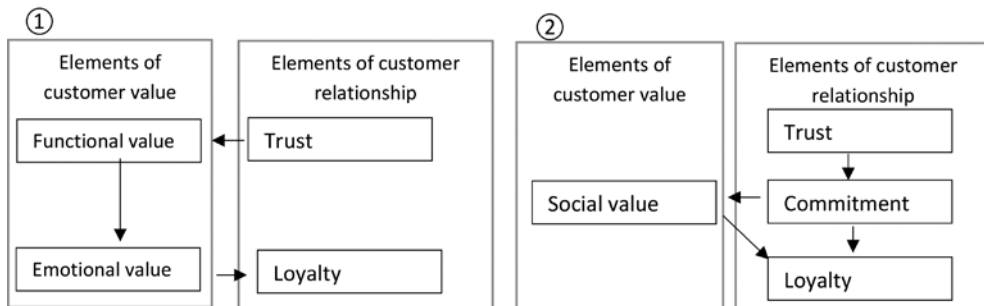 ①
Elements of
customer value
Functional value
Emotional value
Elements of customer
relationship
Trust
Loyalty
②
Elements of
customer value
Social value
Elements of customer
relationship
Trust
Commitment
Loyalty